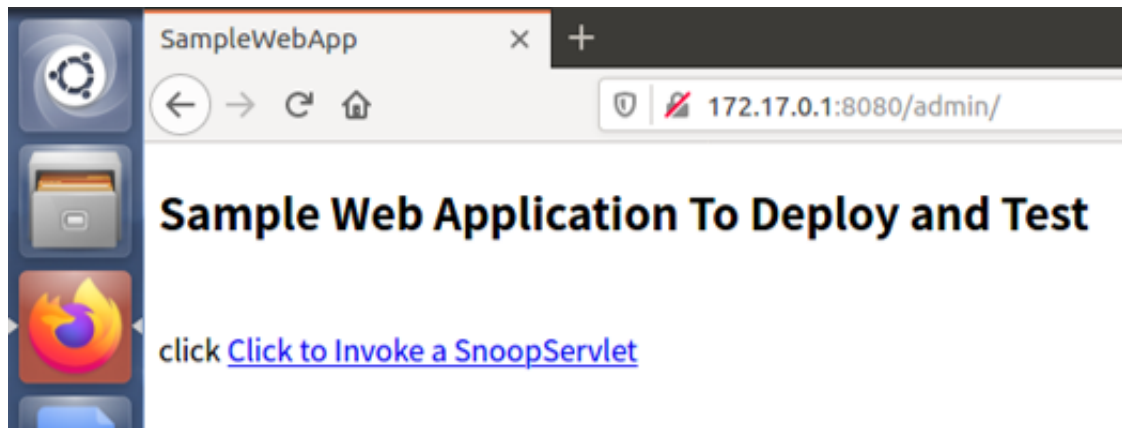 SampleWebApp
172.17.0.1:8080/admin/
Sample Web Application To Deploy and Test
click Click to Invoke a SnoopServlet